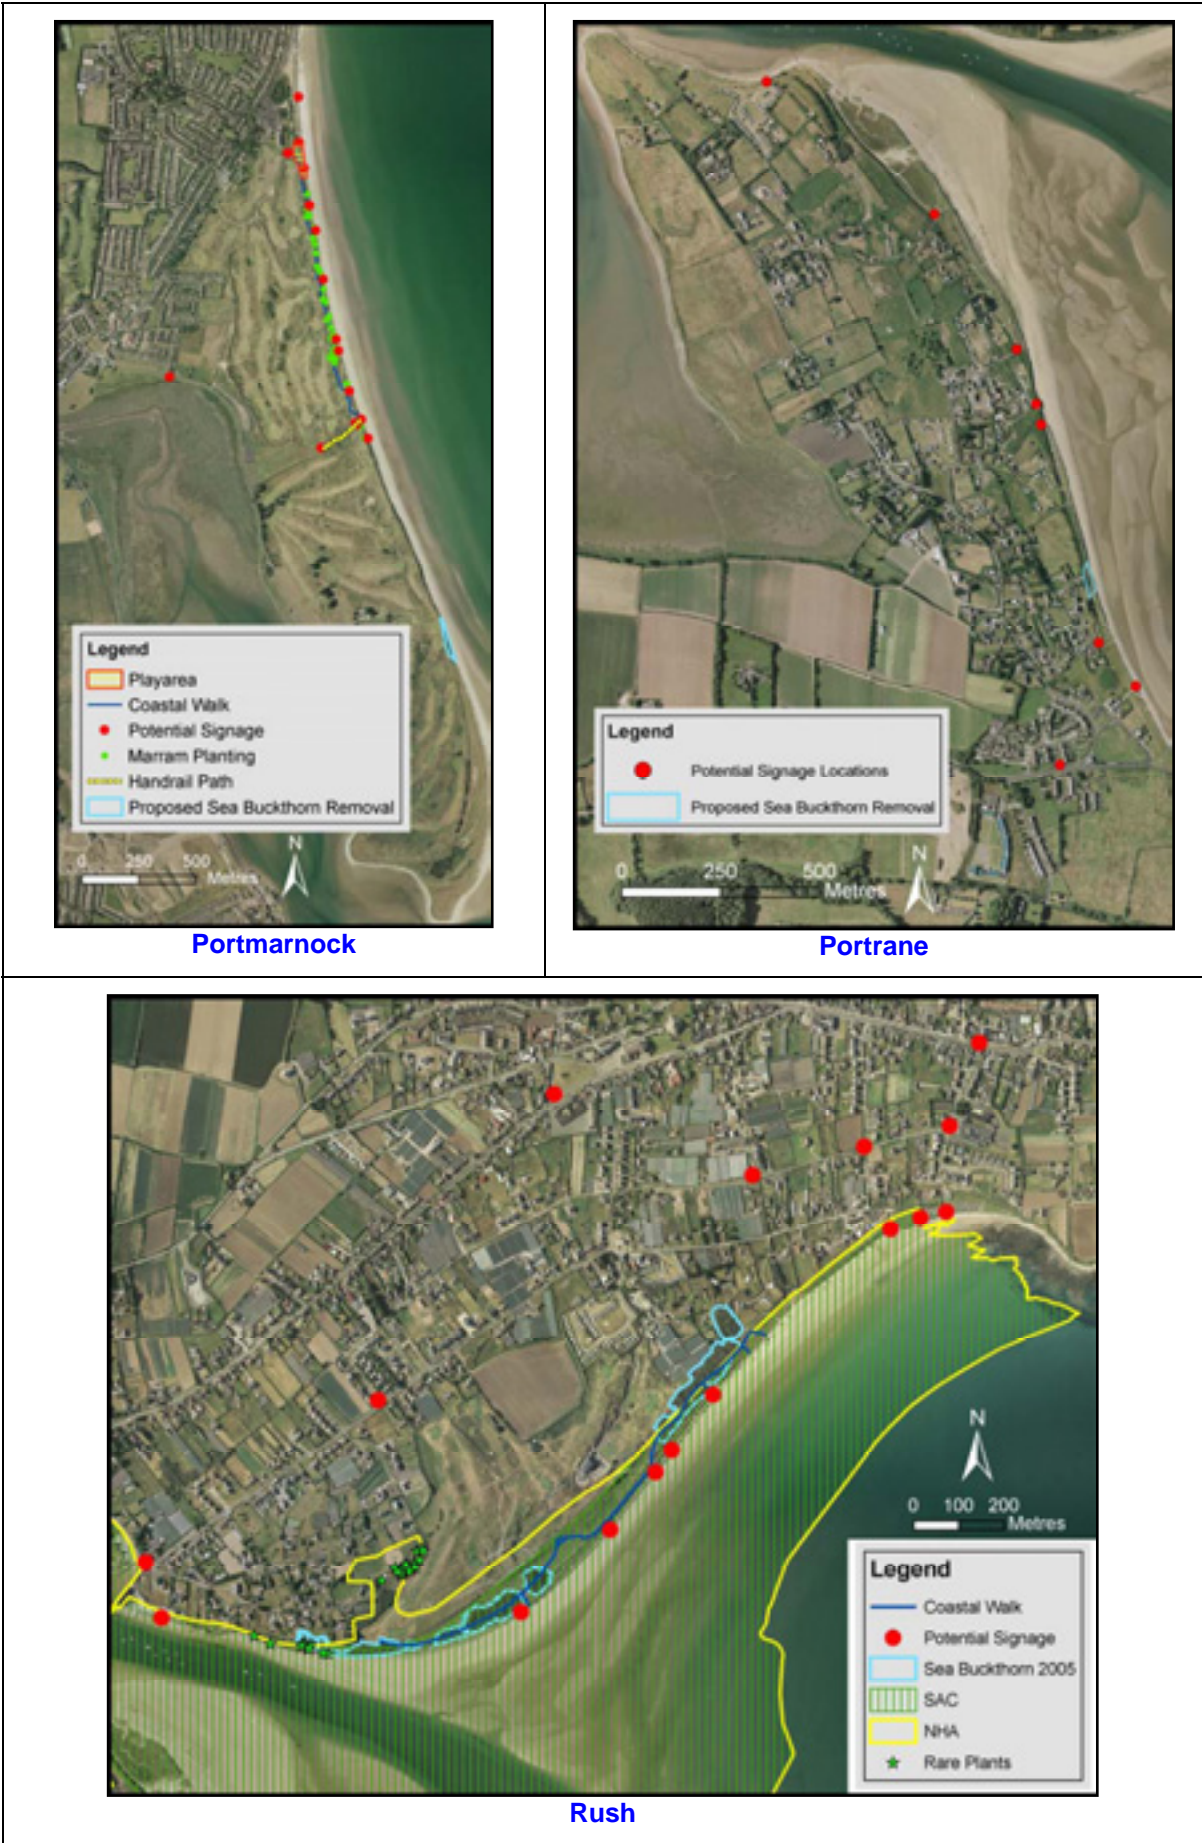 Legend
Playarea
Coastal Walk
Potential Signage
Marram Planting
Handrail Path
Proposed Sea Buckthorn Removal
N
0 250 500
Metres
Portmarnock
Legend
Potential Signage Locations
Proposed Sea Buckthorn Removal
N
0 250 500
Metres
Portrane
N
0 100 200
Metres
Legend
Coastal Walk
Potential Signage
Sea Buckthorn 2005
SAC
NHA
Rare Plants
Rush